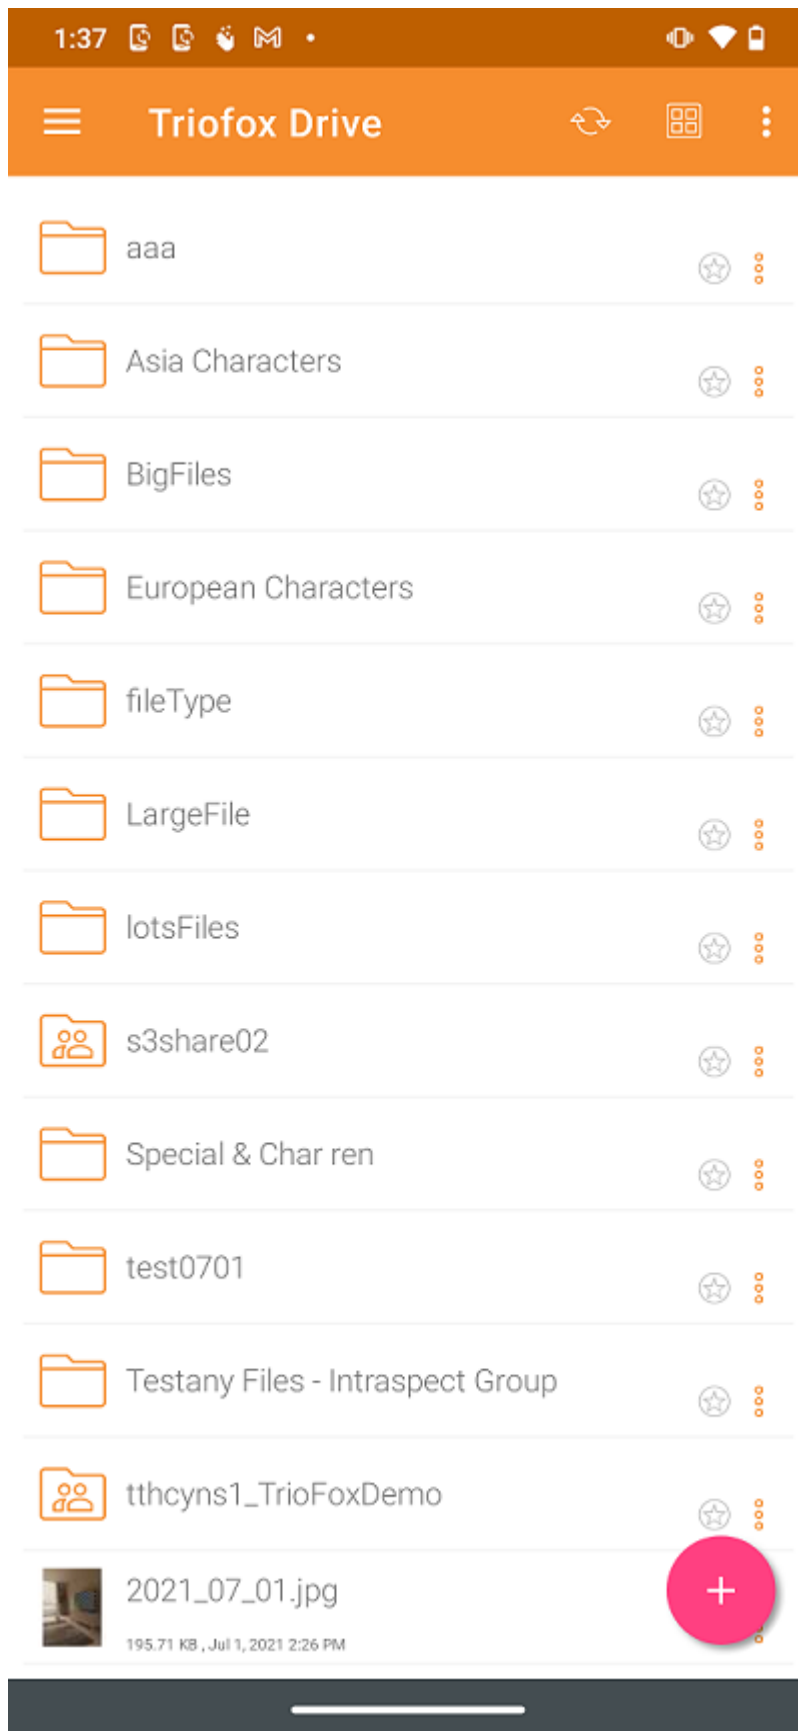 1:37
Triofox Drive
aaa
Asia Characters
BigFiles
European Characters
fileType
LargeFile
lotsFiles
s3share02
Special & Char ren
test0701
Testany Files - Intraspect Group
tthcyns1_TrioFoxDemo
2021_07_01.jpg
195.71 KB , Jul 1, 2021 2:26 PM